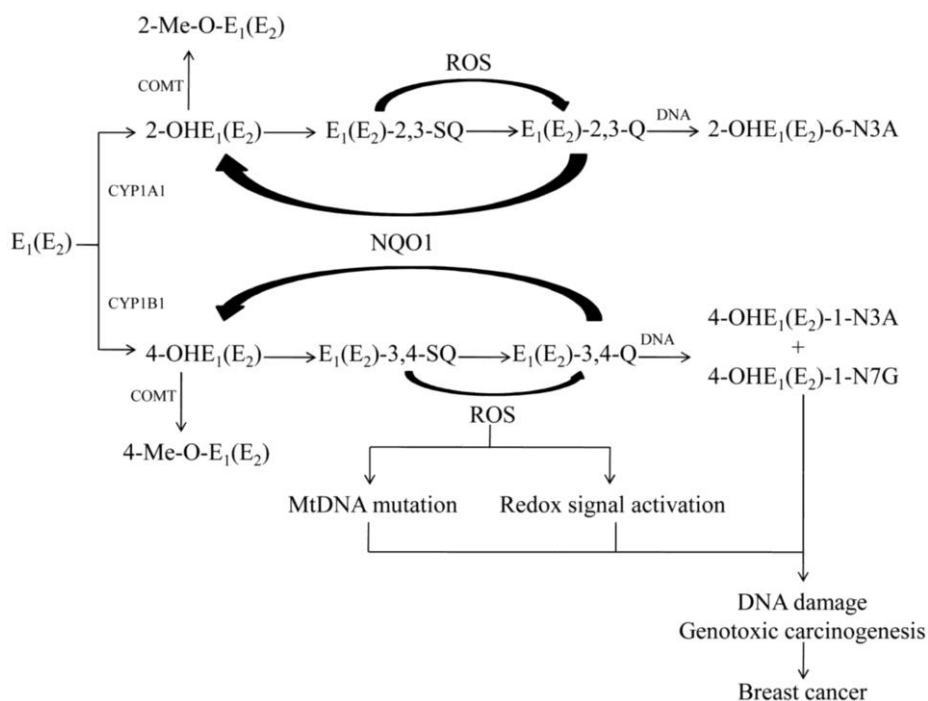 2-Me-O-E₁(E₂)
COMT
ROS
2-OHE₁(E₂) E₁(E₂)-2,3-SQ E₁(E₂)-2,3-Q DNA 2-OHE₁(E₂)-6-N3A
CYP1A1
E₁(E₂)
NQO1
CYP1B1
4-OHE₁(E₂) E₁(E₂)-3,4-SQ E₁(E₂)-3,4-Q DNA
4-OHE₁(E₂)-1-N3A
+
4-OHE₁(E₂)-1-N7G
COMT
ROS
4-Me-O-E₁(E₂)
MtDNA mutation Redox signal activation
DNA damage
Genotoxic carcinogenesis
Breast cancer